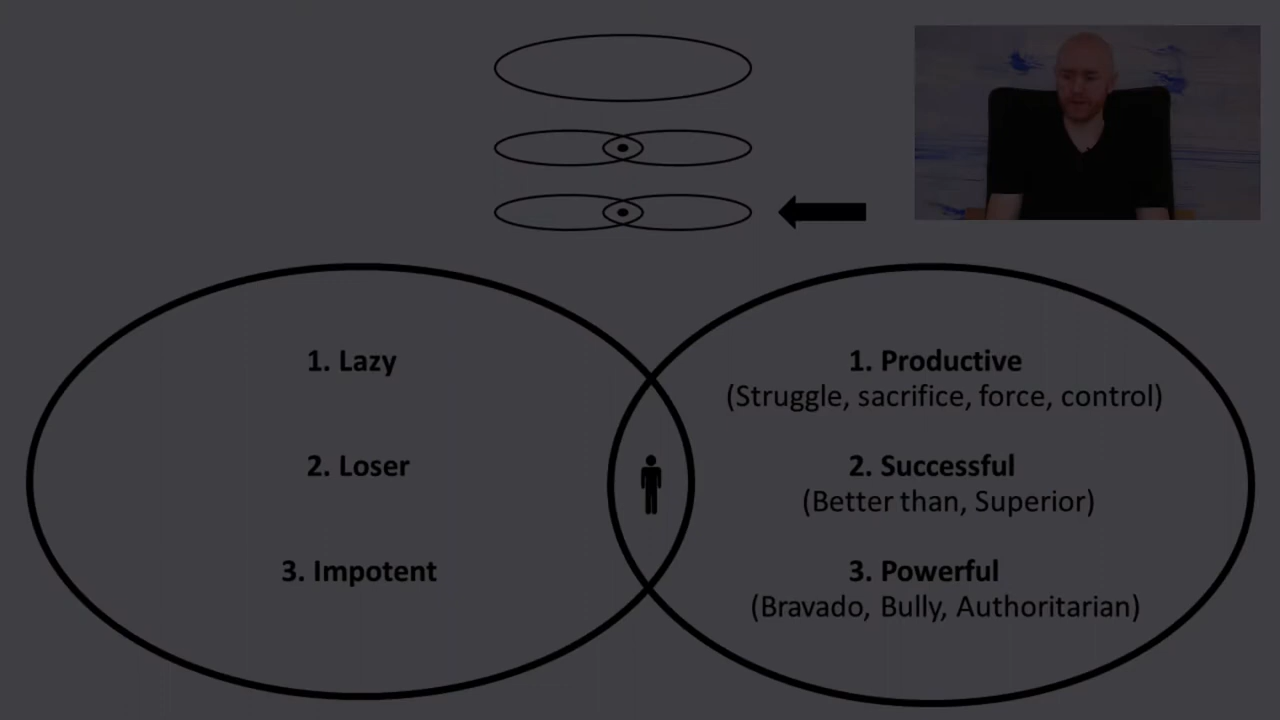 1. Lazy
2. Loser
3. Impotent
1. Productive
(Struggle, sacrifice, force, control)
2. Successful
(Better than, Superior)
3. Powerful
(Bravado, Bully, Authoritarian)